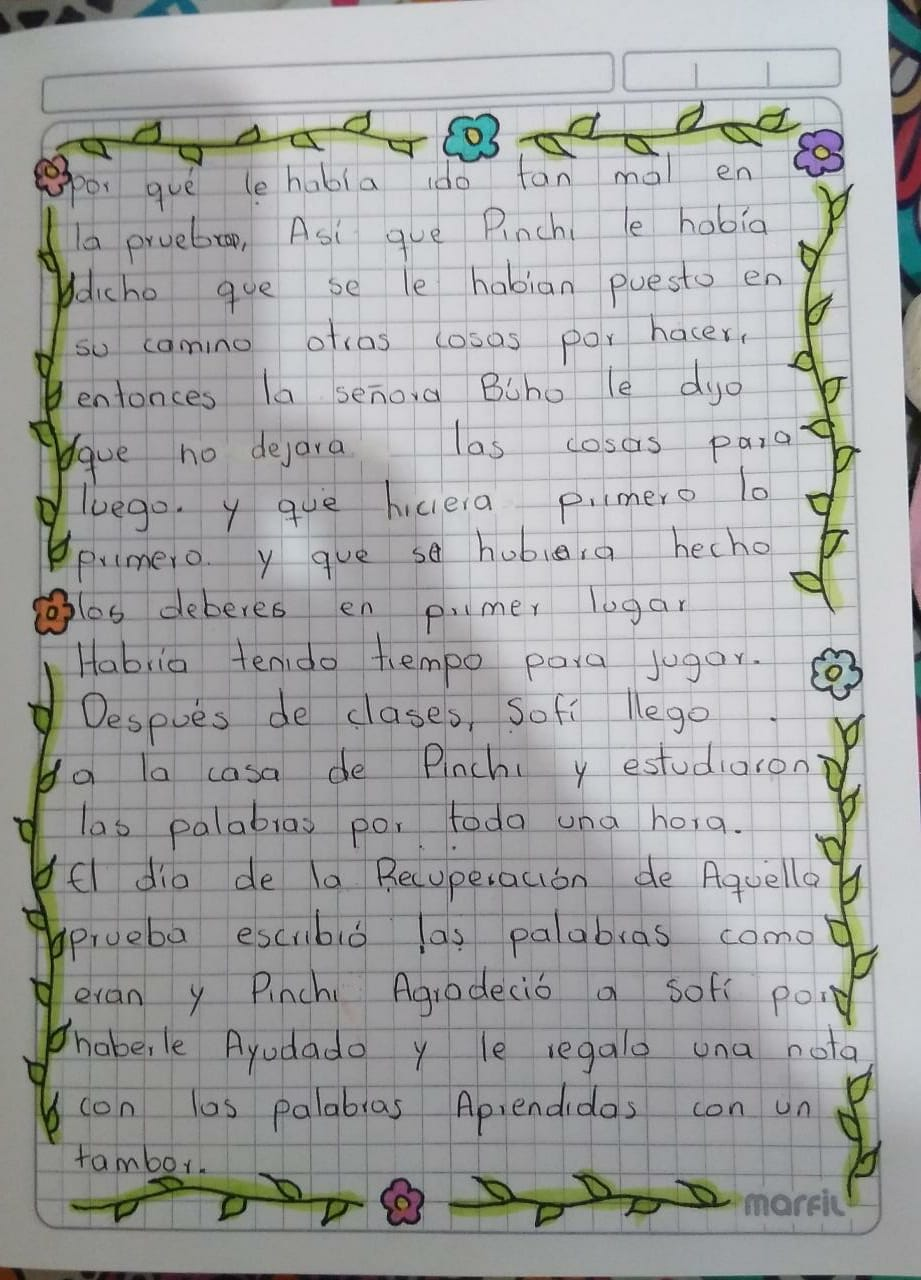 por qué le había ido tan mal en
la prueba, Así que Pinchi le había
dicho que se le habían puesto en
su camino otras cosas por hacer,
entonces la señora Búho le dijo
que no dejara las cosas para
luego. y que hiciera primero lo
primero. y que se hubiera hecho
los deberes en primer lugar
Habría tenido tiempo para jugar.
Después de clases, Sofí llego
a la casa de Pinchi y estudiaron
las palabras por toda una hora.
El día de la Recuperación de Aquella
prueba escribió las palabras como
eran y Pinchi Agradeció a sofí por
haberle Ayudado y le regalo una nota
con las palabras Aprendidas con un
tambor.
marfil